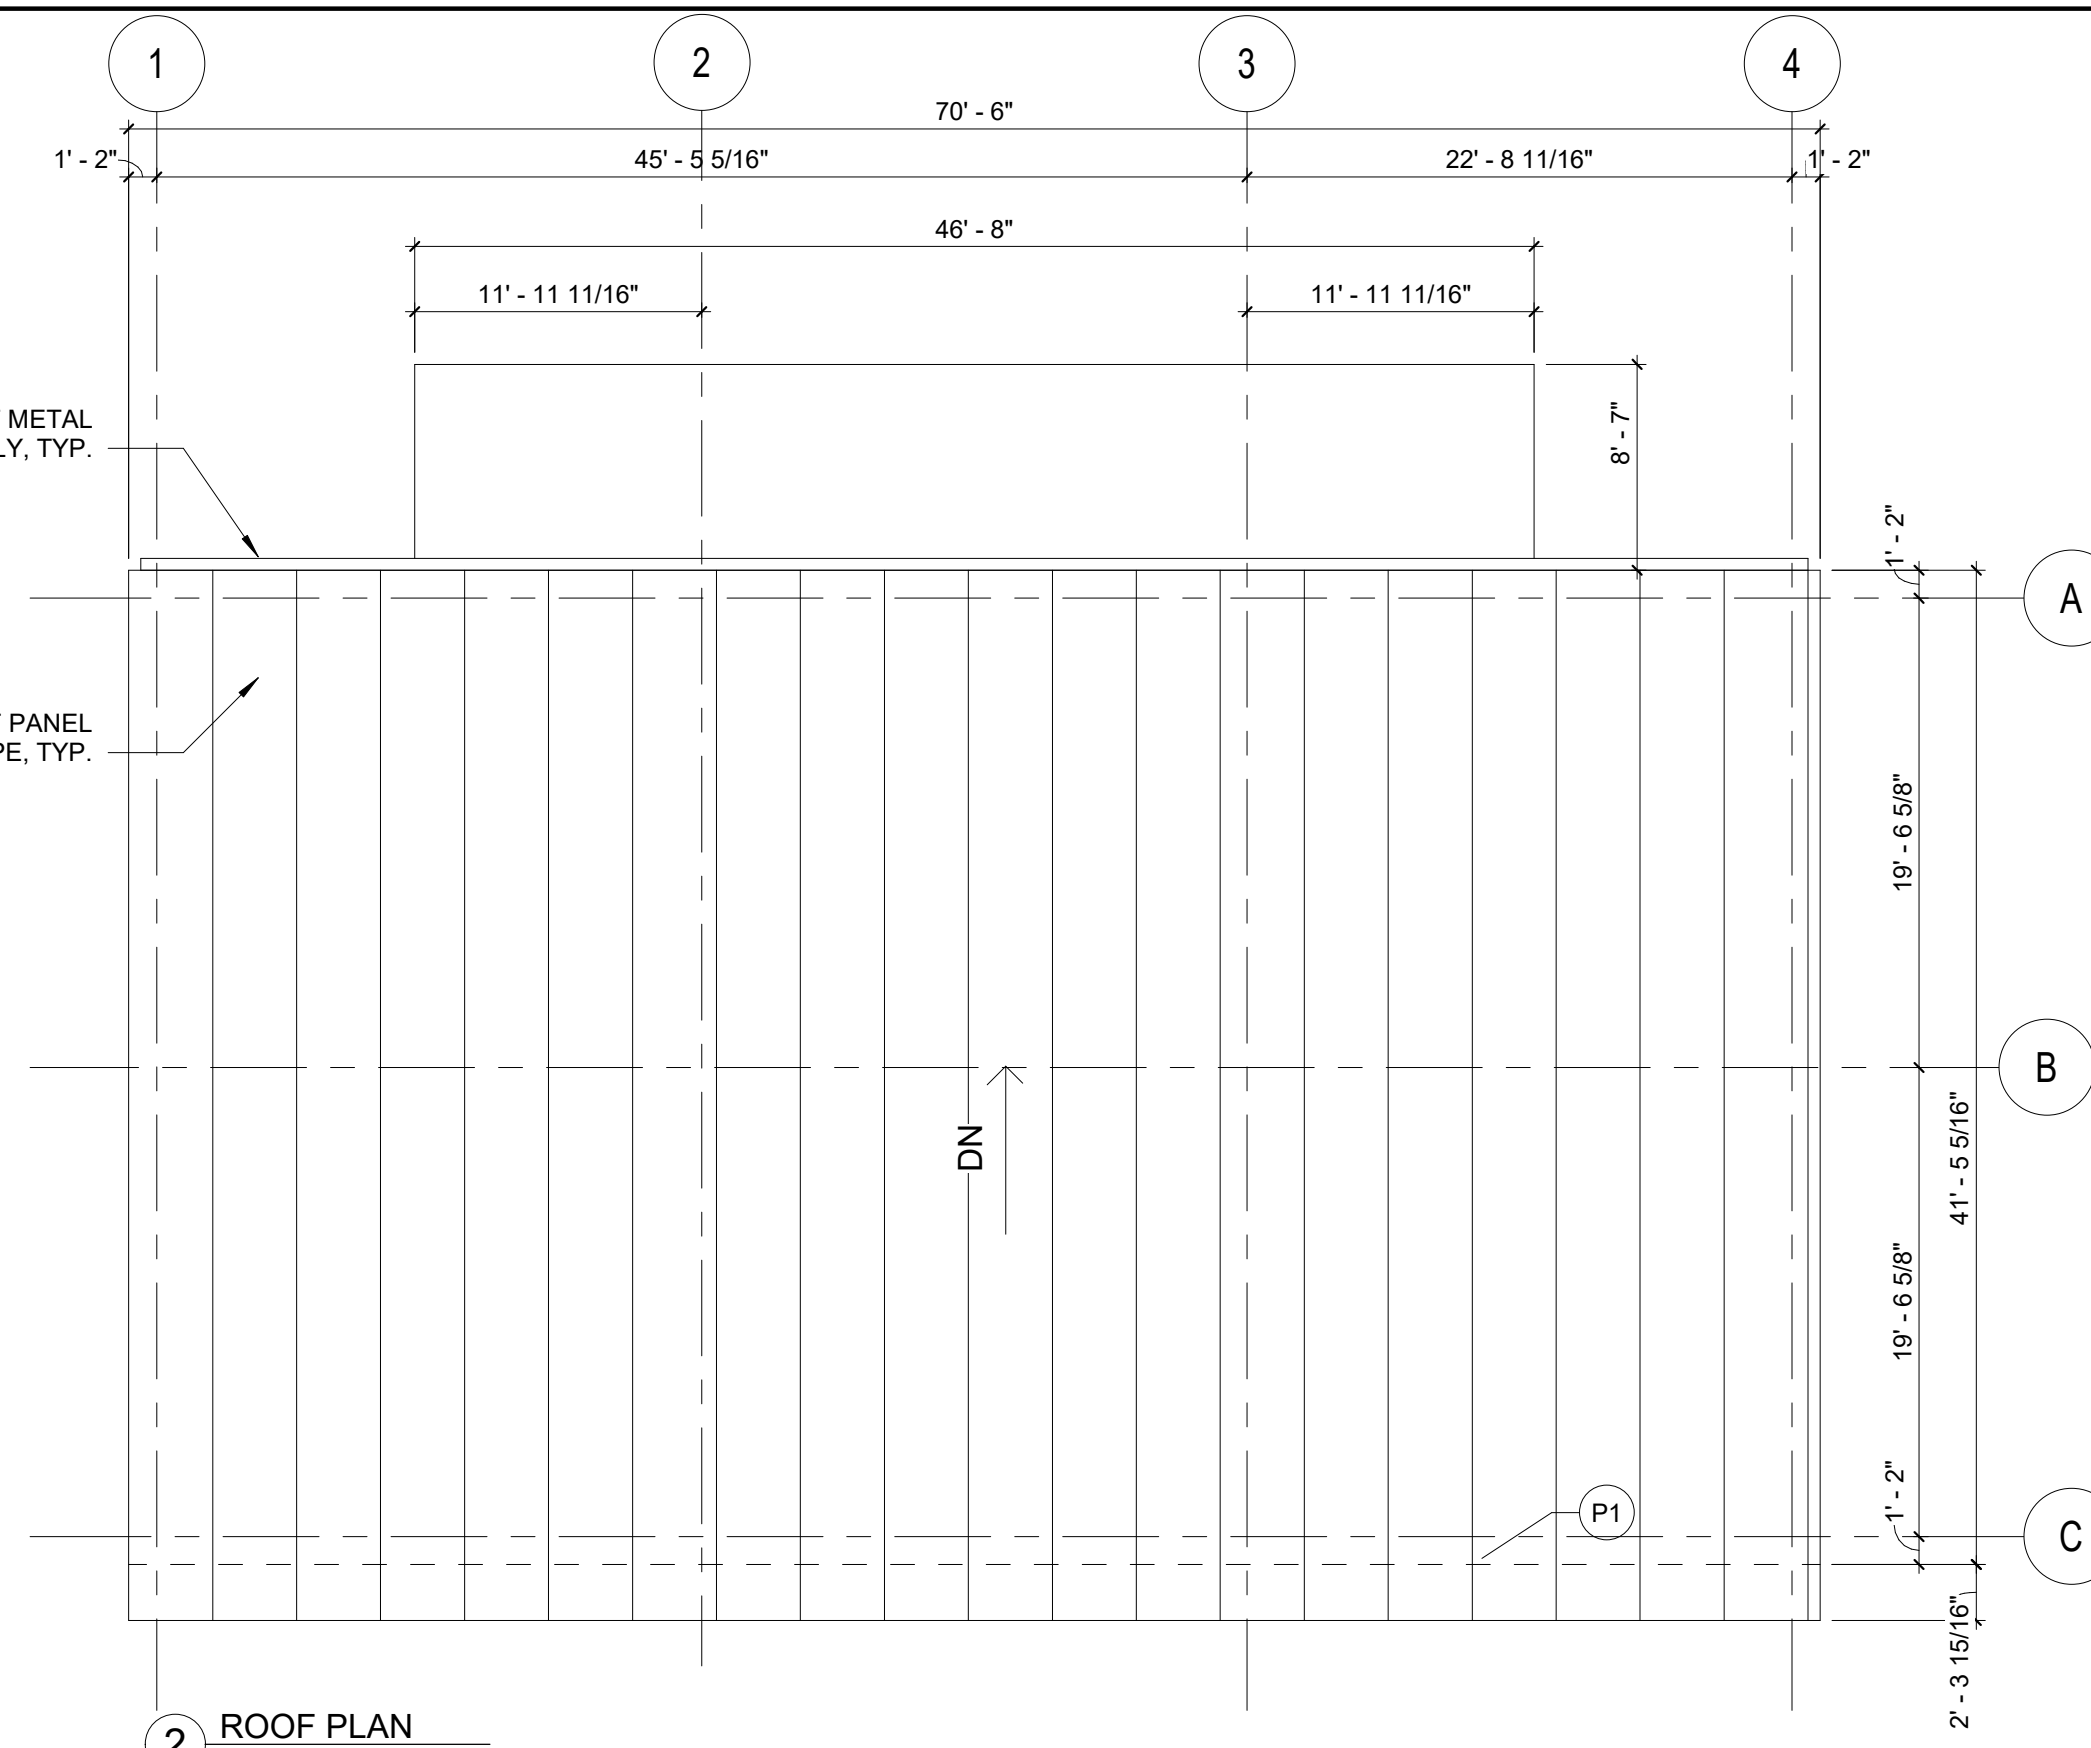 1
2
3
4
70' - 6"
1' - 2"
45' - 5 5/16"
22' - 8 11/16"
1' - 2"
46' - 8"
11' - 11 11/16"
11' - 11 11/16"
8' - 7"
METAL
LY, TYP.
1' - 2"
A
PANEL
PE, TYP.
19' - 6 5/8"
B
DN
41' - 5 5/16"
19' - 6 5/8"
1' - 2"
P1
C
2' - 3 15/16"
2
ROOF PLAN